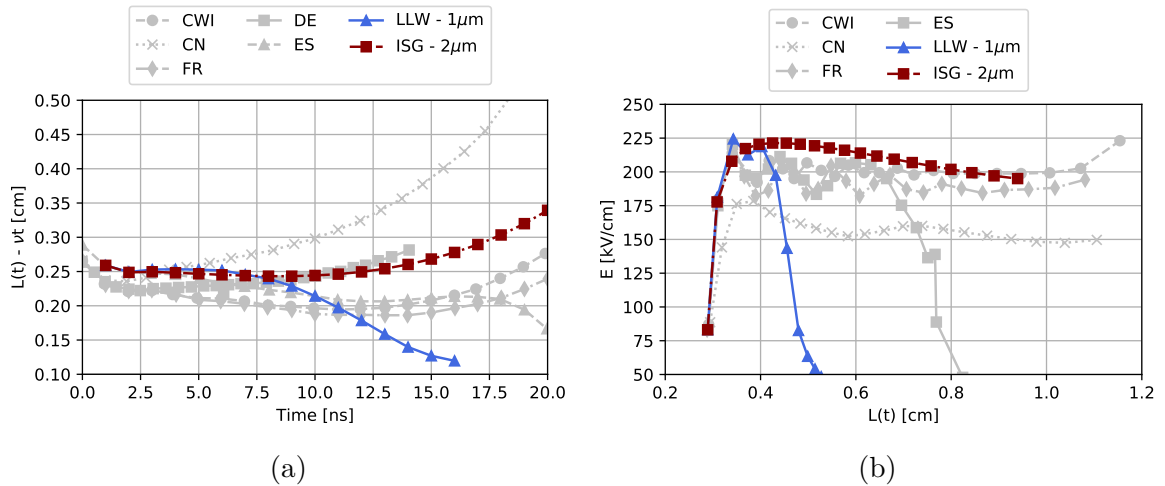 CWI DE LLW - 1μm
CN ES ISG - 2μm
FR
0.50
0.45
0.40
0.35
0.30
0.25
0.20
0.15
0.10
L(t) - νt [cm]
0.0 2.5 5.0 7.5 10.0 12.5 15.0 17.5 20.0
Time [ns]
(a)
CWI ES
CN LLW - 1μm
FR ISG - 2μm
250
225
200
175
150
125
100
75
50
E [kV/cm]
0.2 0.4 0.6 0.8 1.0 1.2
L(t) [cm]
(b)